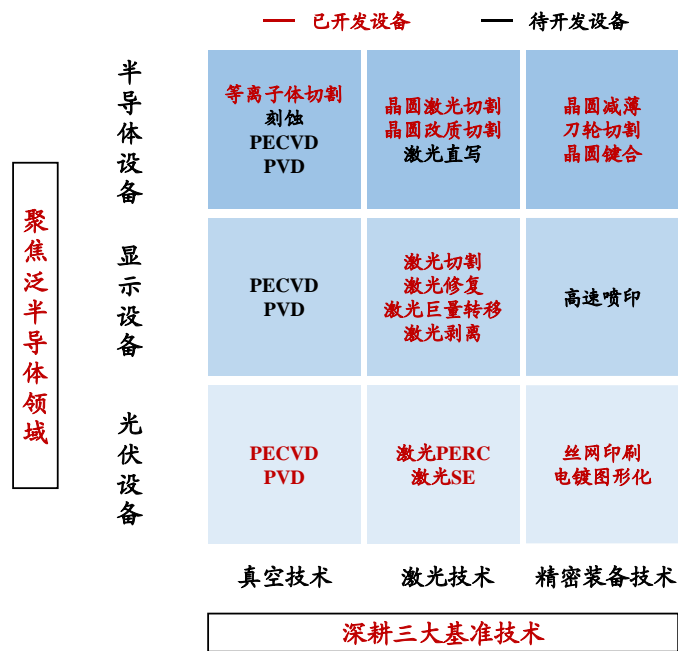 已开发设备
待开发设备
聚焦泛半导体领域
半导体设备
等离子体切割
刻蚀
PECVD
PVD
晶圆激光切割
晶圆改质切割
激光直写
晶圆减薄
刀轮切割
晶圆键合
显示设备
PECVD
PVD
激光切割
激光修复
激光巨量转移
激光剥离
高速喷印
光伏设备
PECVD
PVD
激光PERC
激光SE
丝网印刷
电镀图形化
真空技术
激光技术
精密装备技术
深耕三大基准技术